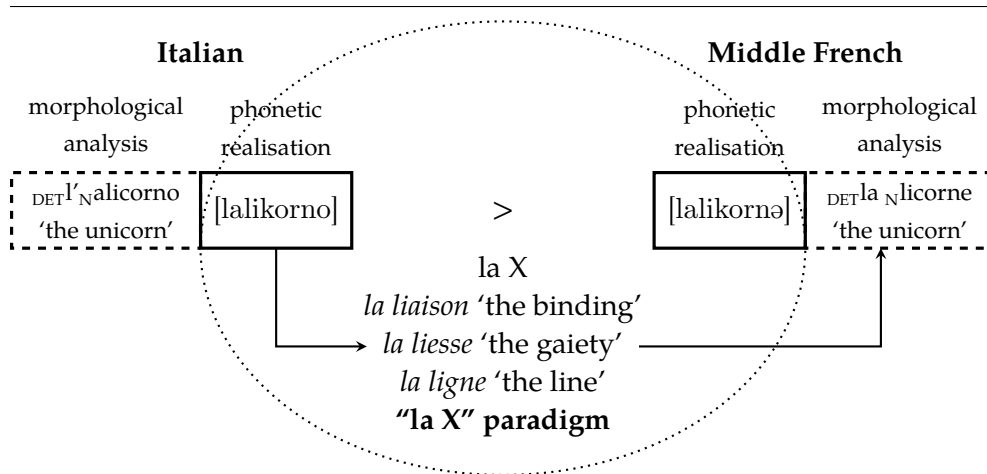 Italian
Middle French
morphological analysis
phonetic realisation
phonetic realisation
morphological analysis
DETl’Nalicorno
‘the unicorn’
[lalikorno]
>
[lalikornə]
DETla Nlicorne
‘the unicorn’
la X
la liaison ‘the binding’
la liesse ‘the gaiety’
la ligne ‘the line’
“la X” paradigm